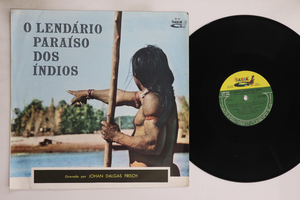 O LENDÁRIO
PARAÍSO
DOS
ÍNDIOS
Gravado por JOHAN DALGAS FRISCH